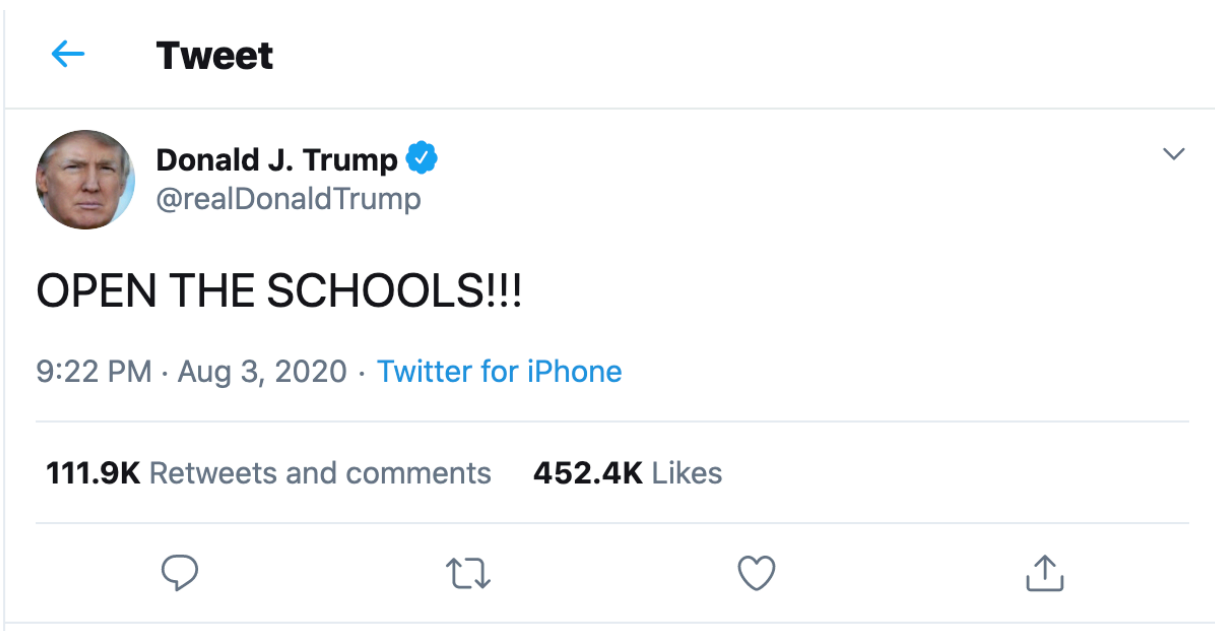 Tweet
Donald J. Trump
@realDonaldTrump
OPEN THE SCHOOLS!!!
9:22 PM · Aug 3, 2020 · Twitter for iPhone
111.9K Retweets and comments 452.4K Likes